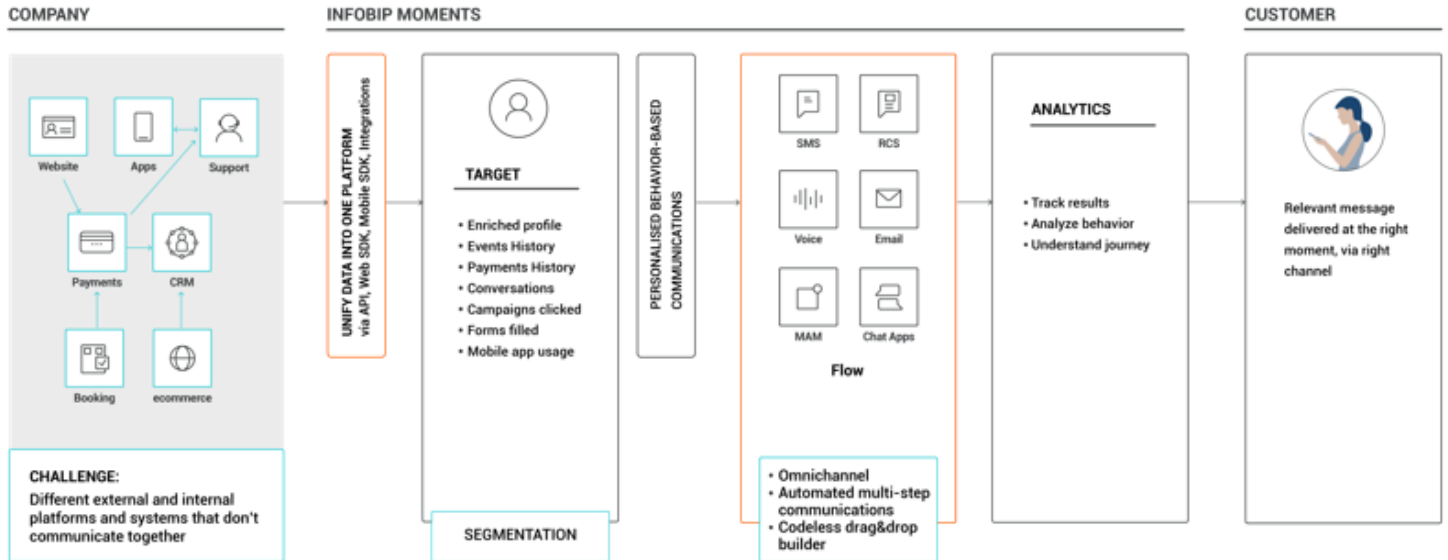 COMPANY
INFOBIP MOMENTS
CUSTOMER
Website
Apps
Support
Payments
CRM
Booking
ecommerce
CHALLENGE:
Different external and internal
platforms and systems that don't
communicate together
UNIFY DATA INTO ONE PLATFORM
via API, Web SDK, Mobile SDK, Integrations
TARGET
• Enriched profile
• Events History
• Payments History
• Conversations
• Campaigns clicked
• Forms filled
• Mobile app usage
SEGMENTATION
PERSONALISED BEHAVIOR-BASED
COMMUNICATIONS
SMS
RCS
Voice
Email
MAM
Chat Apps
Flow
• Omnichannel
• Automated multi-step
communications
• Codeless drag&drop
builder
ANALYTICS
• Track results
• Analyze behavior
• Understand journey
Relevant message
delivered at the right
moment, via right
channel